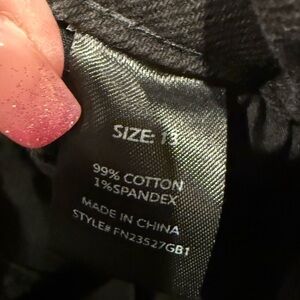 SIZE: 13
99% COTTON
1% SPANDEX
MADE IN CHINA
STYLE# FN23527GB1